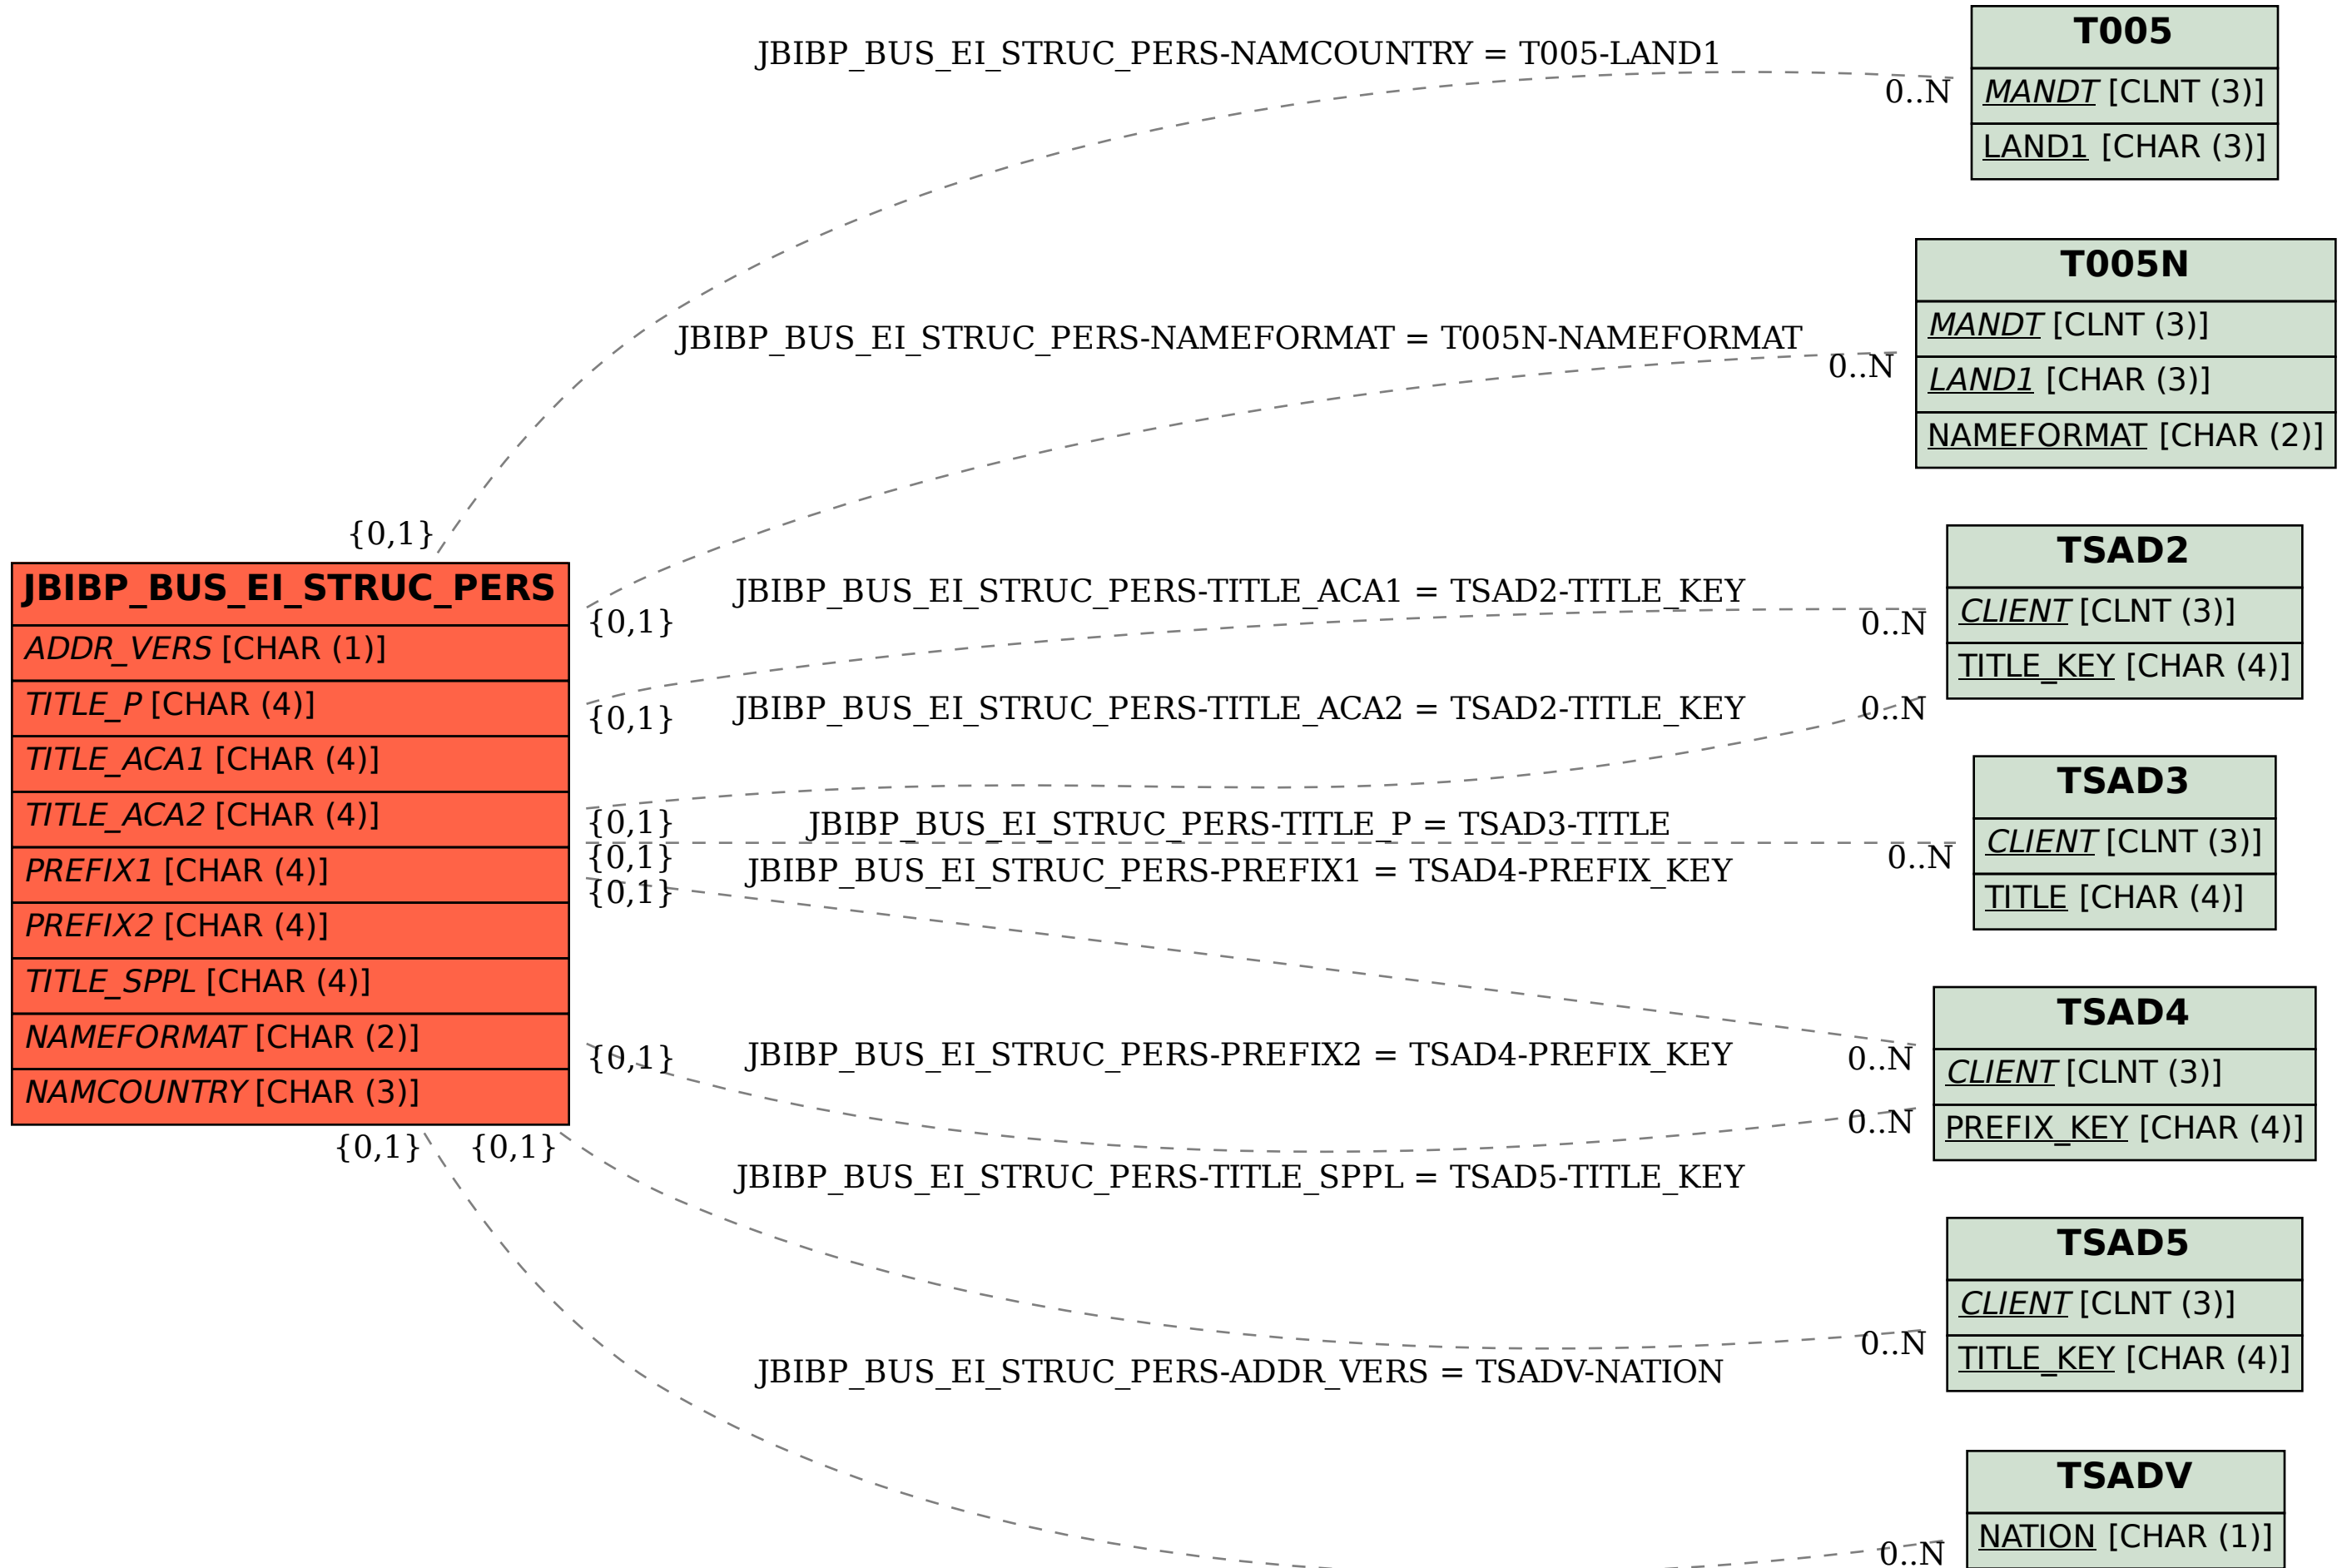 JBIBP_BUS_EI_STRUC_PERS
ADDR_VERS [CHAR (1)]
TITLE_P [CHAR (4)]
TITLE_ACA1 [CHAR (4)]
TITLE_ACA2 [CHAR (4)]
PREFIX1 [CHAR (4)]
PREFIX2 [CHAR (4)]
TITLE_SPPL [CHAR (4)]
NAMEFORMAT [CHAR (2)]
NAMCOUNTRY [CHAR (3)]
{0,1}
JBIBP_BUS_EI_STRUC_PERS-NAMCOUNTRY = T005-LAND1
0..N
T005
MANDT [CLNT (3)]
LAND1 [CHAR (3)]
{0,1}
JBIBP_BUS_EI_STRUC_PERS-NAMEFORMAT = T005N-NAMEFORMAT
0..N
T005N
MANDT [CLNT (3)]
LAND1 [CHAR (3)]
NAMEFORMAT [CHAR (2)]
{0,1}
JBIBP_BUS_EI_STRUC_PERS-TITLE_ACA1 = TSAD2-TITLE_KEY
0..N
{0,1}
JBIBP_BUS_EI_STRUC_PERS-TITLE_ACA2 = TSAD2-TITLE_KEY
0..N
TSAD2
CLIENT [CLNT (3)]
TITLE_KEY [CHAR (4)]
{0,1}
JBIBP_BUS_EI_STRUC_PERS-TITLE_P = TSAD3-TITLE
0..N
TSAD3
CLIENT [CLNT (3)]
TITLE [CHAR (4)]
{0,1}
JBIBP_BUS_EI_STRUC_PERS-PREFIX1 = TSAD4-PREFIX_KEY
0..N
{0,1}
JBIBP_BUS_EI_STRUC_PERS-PREFIX2 = TSAD4-PREFIX_KEY
0..N
TSAD4
CLIENT [CLNT (3)]
PREFIX_KEY [CHAR (4)]
{0,1}
JBIBP_BUS_EI_STRUC_PERS-TITLE_SPPL = TSAD5-TITLE_KEY
0..N
TSAD5
CLIENT [CLNT (3)]
TITLE_KEY [CHAR (4)]
{0,1}
JBIBP_BUS_EI_STRUC_PERS-ADDR_VERS = TSADV-NATION
0..N
TSADV
NATION [CHAR (1)]